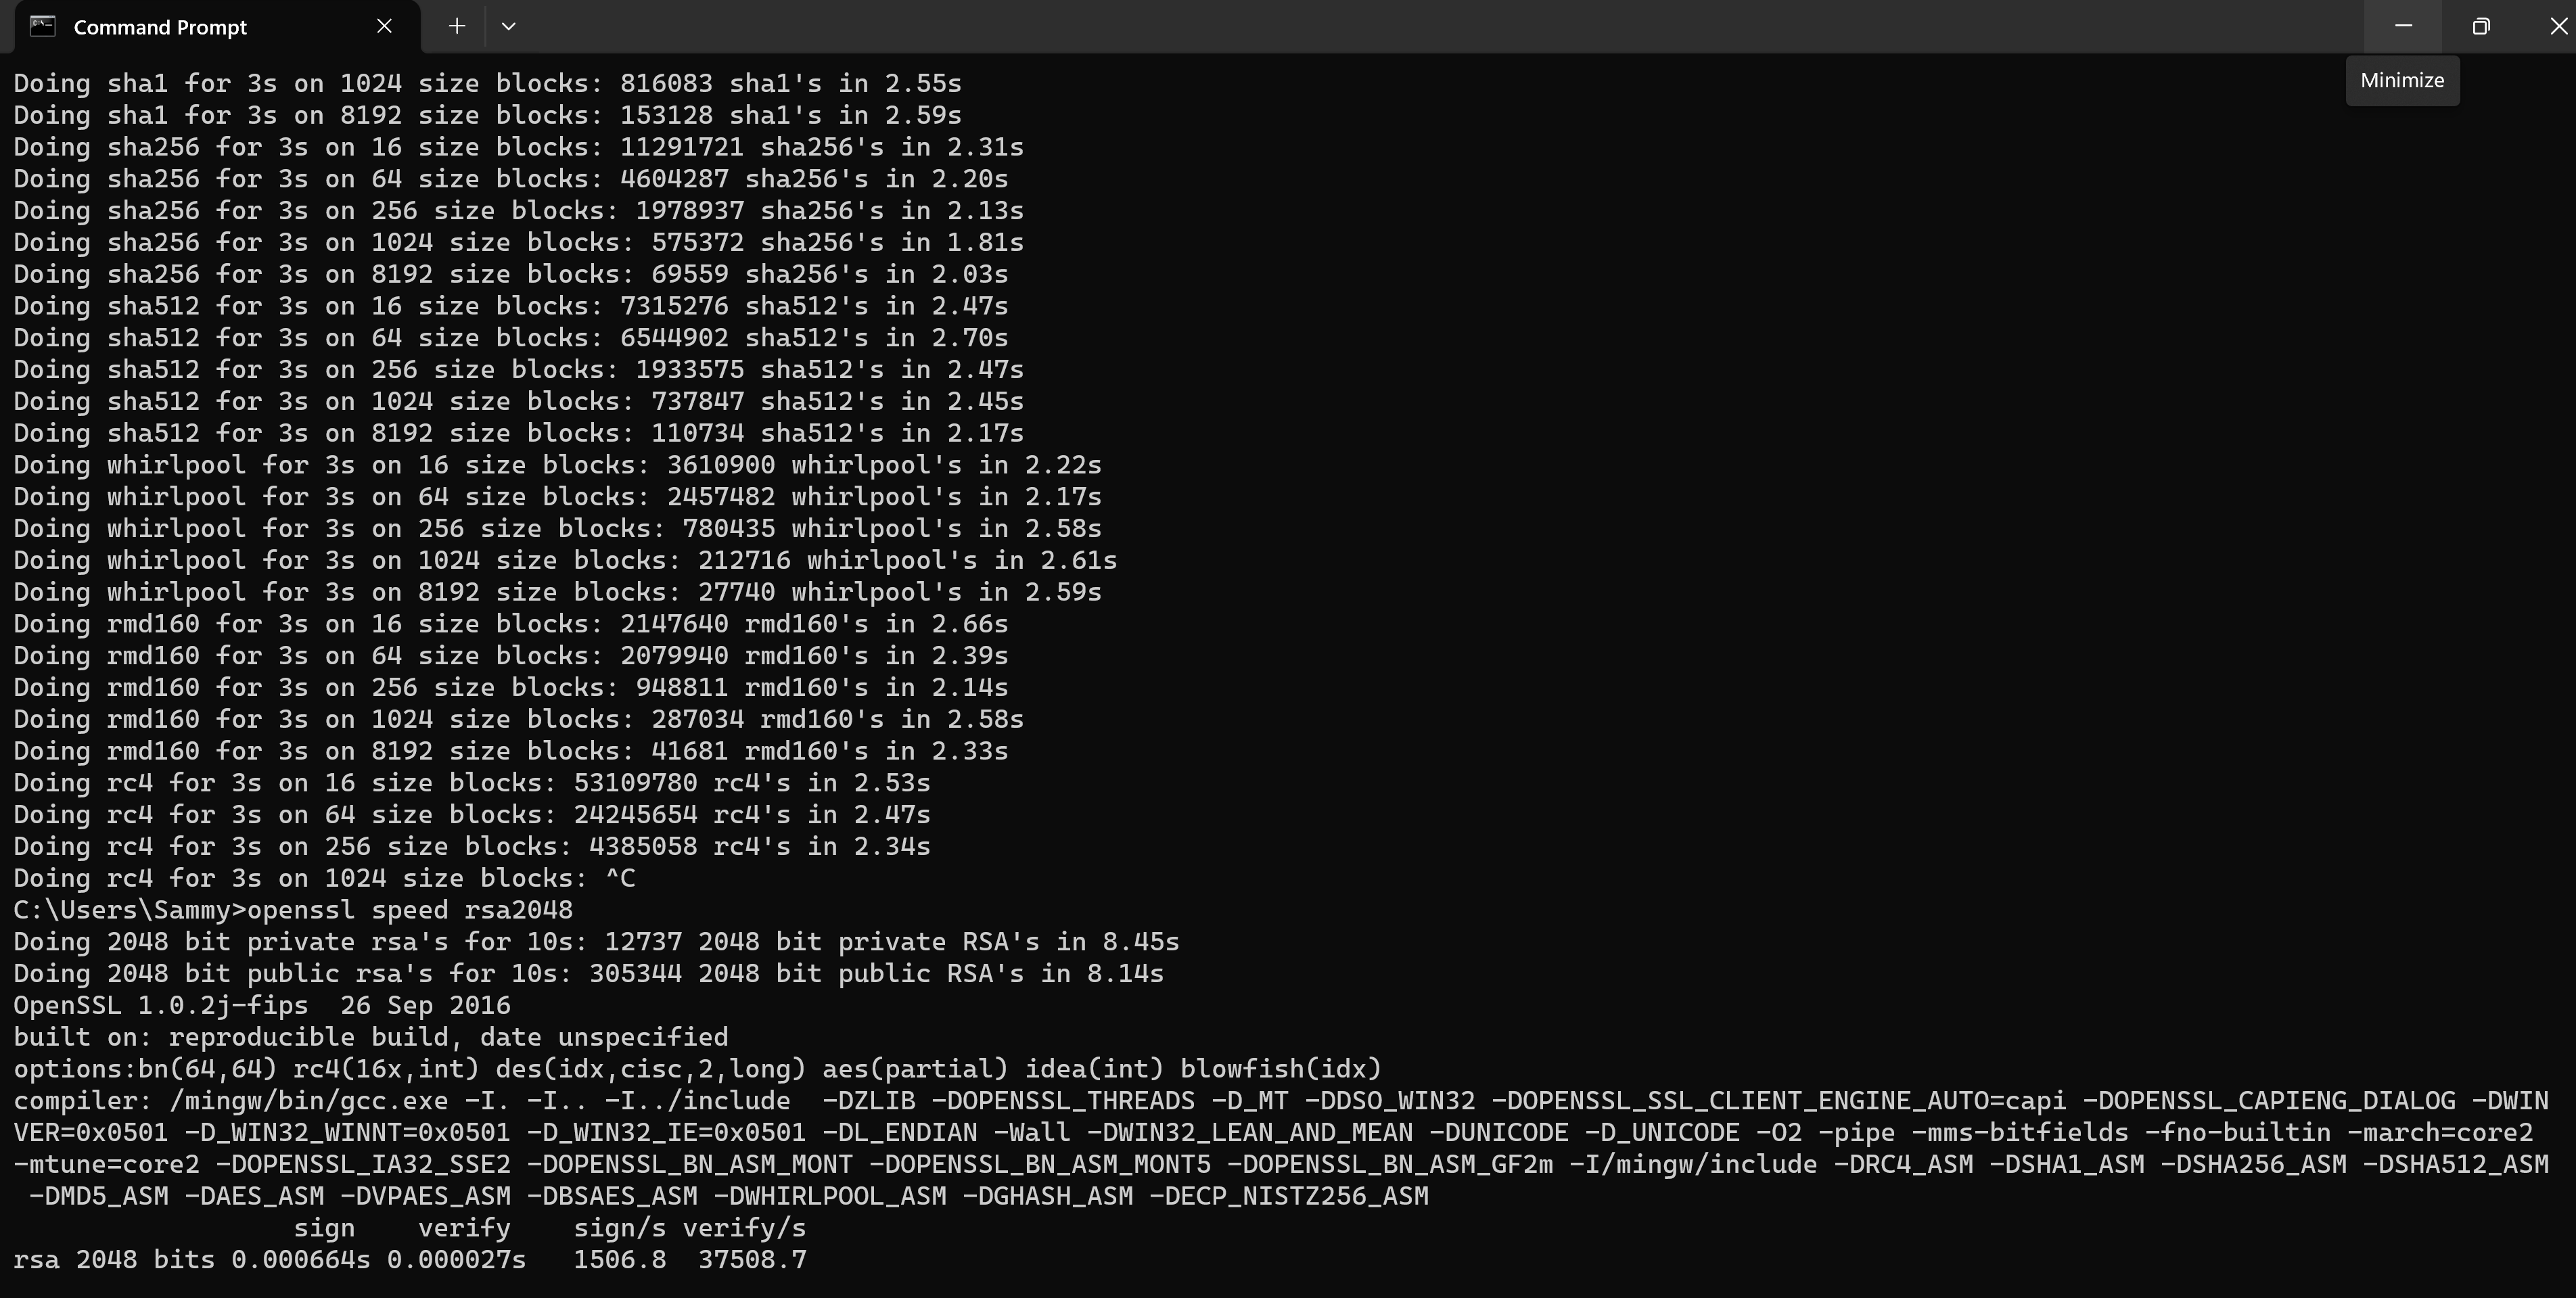 Command Prompt
Minimize
Doing sha1 for 3s on 1024 size blocks: 816083 sha1's in 2.55s
Doing sha1 for 3s on 8192 size blocks: 153128 sha1's in 2.59s
Doing sha256 for 3s on 16 size blocks: 11291721 sha256's in 2.31s
Doing sha256 for 3s on 64 size blocks: 4604287 sha256's in 2.20s
Doing sha256 for 3s on 256 size blocks: 1978937 sha256's in 2.13s
Doing sha256 for 3s on 1024 size blocks: 575372 sha256's in 1.81s
Doing sha256 for 3s on 8192 size blocks: 69559 sha256's in 2.03s
Doing sha512 for 3s on 16 size blocks: 7315276 sha512's in 2.47s
Doing sha512 for 3s on 64 size blocks: 6544902 sha512's in 2.70s
Doing sha512 for 3s on 256 size blocks: 1933575 sha512's in 2.47s
Doing sha512 for 3s on 1024 size blocks: 737847 sha512's in 2.45s
Doing sha512 for 3s on 8192 size blocks: 110734 sha512's in 2.17s
Doing whirlpool for 3s on 16 size blocks: 3610900 whirlpool's in 2.22s
Doing whirlpool for 3s on 64 size blocks: 2457482 whirlpool's in 2.17s
Doing whirlpool for 3s on 256 size blocks: 780435 whirlpool's in 2.58s
Doing whirlpool for 3s on 1024 size blocks: 212716 whirlpool's in 2.61s
Doing whirlpool for 3s on 8192 size blocks: 27740 whirlpool's in 2.59s
Doing rmd160 for 3s on 16 size blocks: 2147640 rmd160's in 2.66s
Doing rmd160 for 3s on 64 size blocks: 2079940 rmd160's in 2.39s
Doing rmd160 for 3s on 256 size blocks: 948811 rmd160's in 2.14s
Doing rmd160 for 3s on 1024 size blocks: 287034 rmd160's in 2.58s
Doing rmd160 for 3s on 8192 size blocks: 41681 rmd160's in 2.33s
Doing rc4 for 3s on 16 size blocks: 53109780 rc4's in 2.53s
Doing rc4 for 3s on 64 size blocks: 24245654 rc4's in 2.47s
Doing rc4 for 3s on 256 size blocks: 4385058 rc4's in 2.34s
Doing rc4 for 3s on 1024 size blocks: ^C
C:\Users\Sammy>openssl speed rsa2048
Doing 2048 bit private rsa's for 10s: 12737 2048 bit private RSA's in 8.45s
Doing 2048 bit public rsa's for 10s: 305344 2048 bit public RSA's in 8.14s
OpenSSL 1.0.2j-fips  26 Sep 2016
built on: reproducible build, date unspecified
options:bn(64,64) rc4(16x,int) des(idx,cisc,2,long) aes(partial) idea(int) blowfish(idx)
compiler: /mingw/bin/gcc.exe -I. -I.. -I../include  -DZLIB -DOPENSSL_THREADS -D_MT -DDSO_WIN32 -DOPENSSL_SSL_CLIENT_ENGINE_AUTO=capi -DOPENSSL_CAPIENG_DIALOG -DWIN
VER=0x0501 -D_WIN32_WINNT=0x0501 -D_WIN32_IE=0x0501 -DL_ENDIAN -Wall -DWIN32_LEAN_AND_MEAN -DUNICODE -D_UNICODE -O2 -pipe -mms-bitfields -fno-builtin -march=core2
-mtune=core2 -DOPENSSL_IA32_SSE2 -DOPENSSL_BN_ASM_MONT -DOPENSSL_BN_ASM_MONT5 -DOPENSSL_BN_ASM_GF2m -I/mingw/include -DRC4_ASM -DSHA1_ASM -DSHA256_ASM -DSHA512_ASM
 -DMD5_ASM -DAES_ASM -DVPAES_ASM -DBSAES_ASM -DWHIRLPOOL_ASM -DGHASH_ASM -DECP_NISTZ256_ASM
                  sign    verify    sign/s verify/s
rsa 2048 bits 0.000664s 0.000027s   1506.8  37508.7